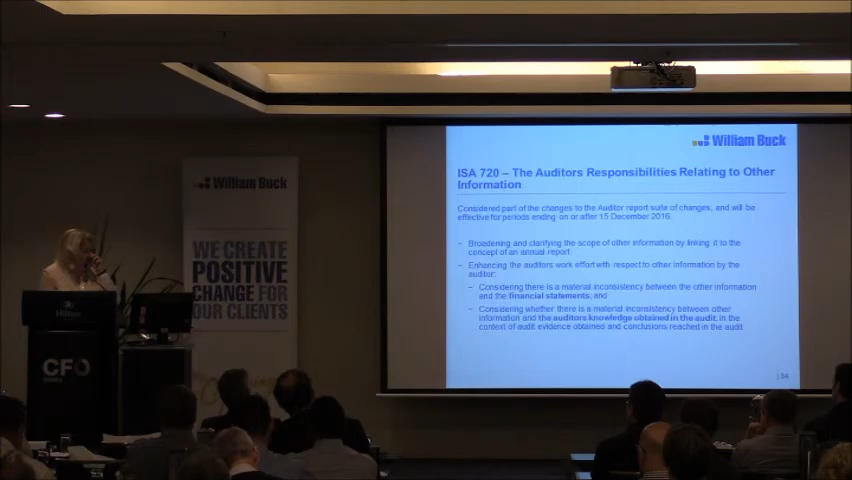 William Buck
ISA 720 – The Auditors Responsibilities Relating to Other
Information
Considered part of the changes to the Auditor report suite of changes, and will be
effective for periods ending on or after 15 December 2016.
– Broadening and clarifying the scope of other information by linking it to the
concept of an annual report
– Enhancing the auditors work effort with respect to other information by the
auditor:
– Considering there is a material inconsistency between the other information
and the financial statements; and
– Considering whether there is a material inconsistency between other
information and the auditors knowledge obtained in the audit, in the
context of audit evidence obtained and conclusions reached in the audit
| 54
William Buck
WE CREATE
POSITIVE
CHANGE FOR
OUR CLIENTS
Hilton
CFO